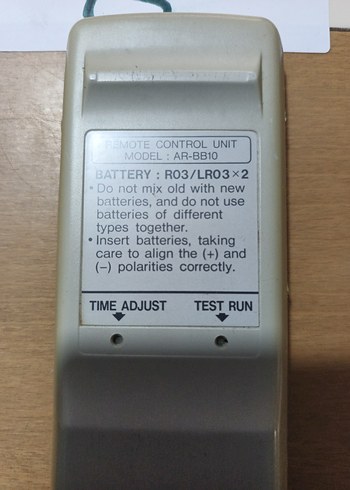 REMOTE CONTROL UNIT
MODEL : AR-BB10
BATTERY : R03/LR03×2
• Do not mix old with new
batteries, and do not use
batteries of different
types together.
• Insert batteries, taking
care to align the (+) and
(−) polarities correctly.
TIME ADJUST TEST RUN